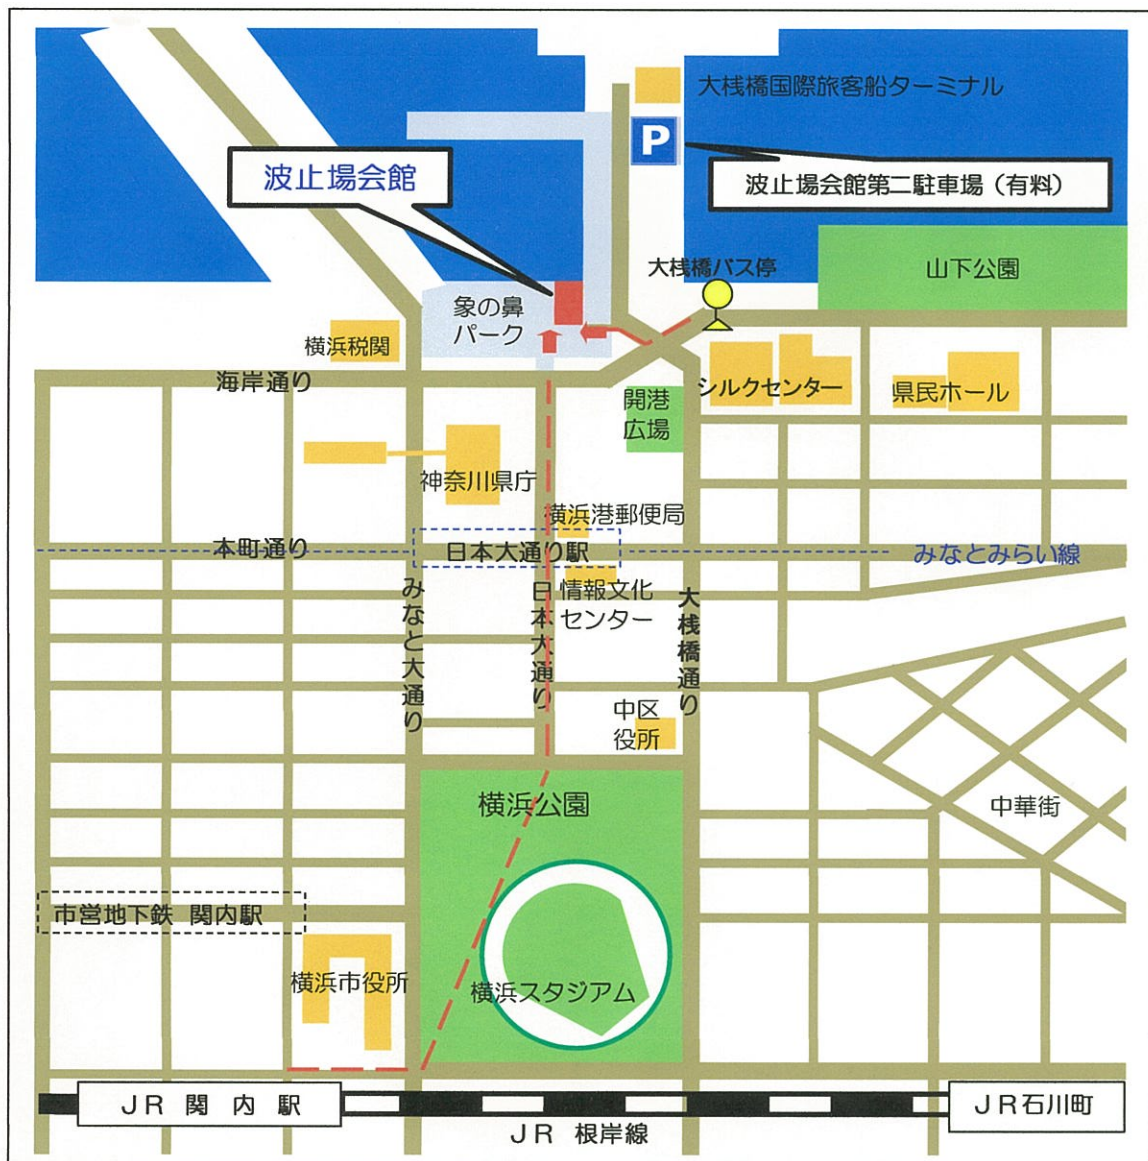 大桟橋国際旅客船ターミナル
P
波止場会館
波止場会館第二駐車場（有料）
大桟橋バス停
山下公園
象の鼻
パーク
横浜税関
海岸通り
シルクセンター
県民ホール
開港
広場
神奈川県庁
横浜港郵便局
本町通り
日本大通り駅
みなとみらい線
情報文化
センター
みなと大通り
日本大通り
大桟橋通り
中区
役所
横浜公園
中華街
市営地下鉄 関内駅
横浜市役所
横浜スタジアム
ＪＲ 関 内 駅
ＪＲ石川町
ＪＲ 根岸線